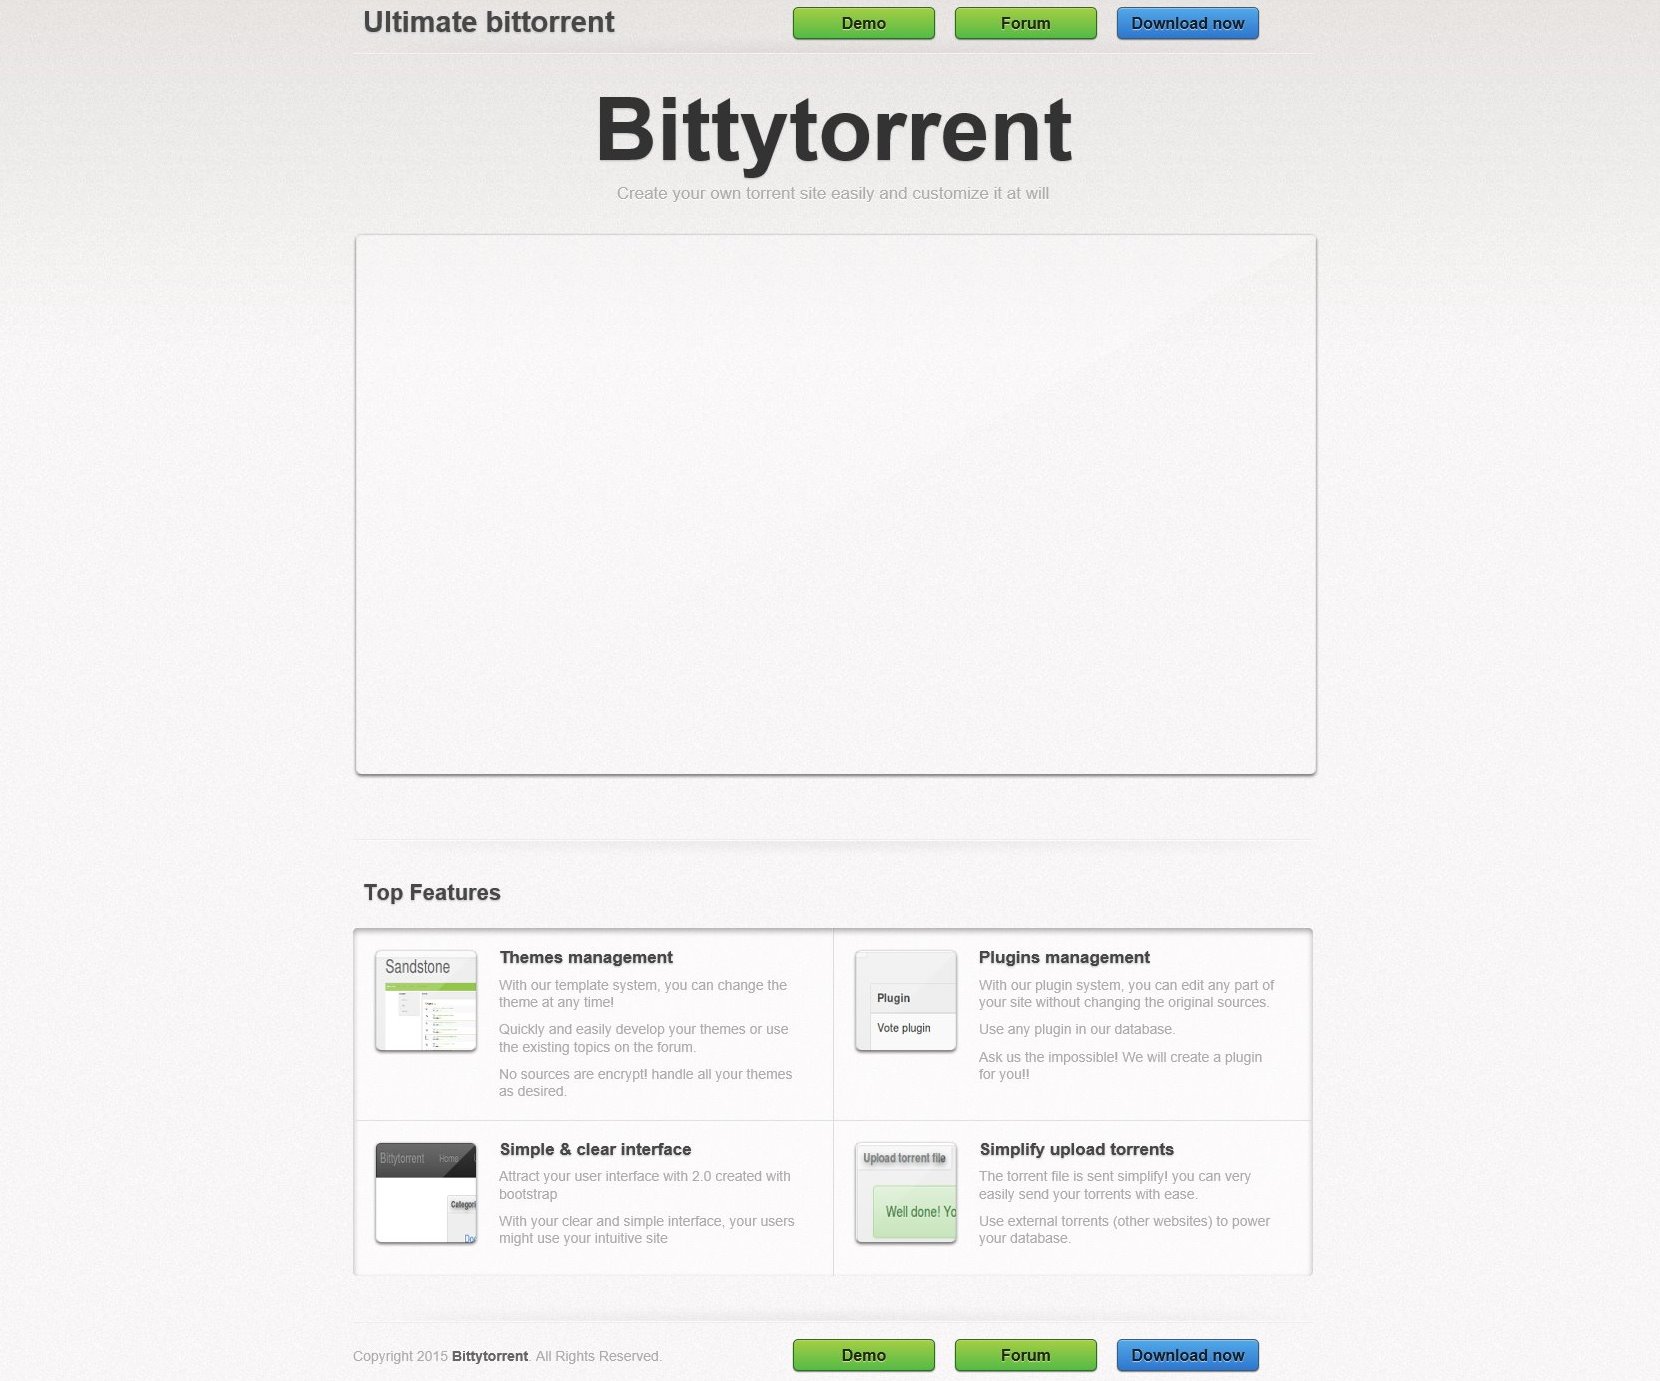 Ultimate bittorrent
Demo
Forum
Download now
Bittytorrent
Create your own torrent site easily and customize it at will
Top Features
Sandstone
Themes management
With our template system, you can change the
theme at any time!
Quickly and easily develop your themes or use
the existing topics on the forum.
No sources are encrypt! handle all your themes
as desired.
Plugin
Vote plugin
Plugins management
With our plugin system, you can edit any part of
your site without changing the original sources.
Use any plugin in our database.
Ask us the impossible! We will create a plugin
for you!!
Bittytorrent Home
Categori
Simple & clear interface
Attract your user interface with 2.0 created with
bootstrap
With your clear and simple interface, your users
might use your intuitive site
Upload torrent file
Well done! Yo
Simplify upload torrents
The torrent file is sent simplify! you can very
easily send your torrents with ease.
Use external torrents (other websites) to power
your database.
Copyright 2015 Bittytorrent. All Rights Reserved.
Demo
Forum
Download now